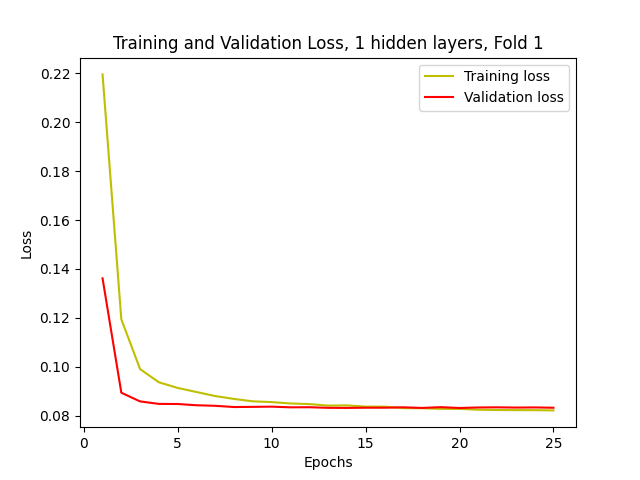 Training and Validation Loss, 1 hidden layers, Fold 1
Training loss
Validation loss
0.22
0.20
0.18
0.16
0.14
0.12
0.10
0.08
Loss
0
5
10
15
20
25
Epochs